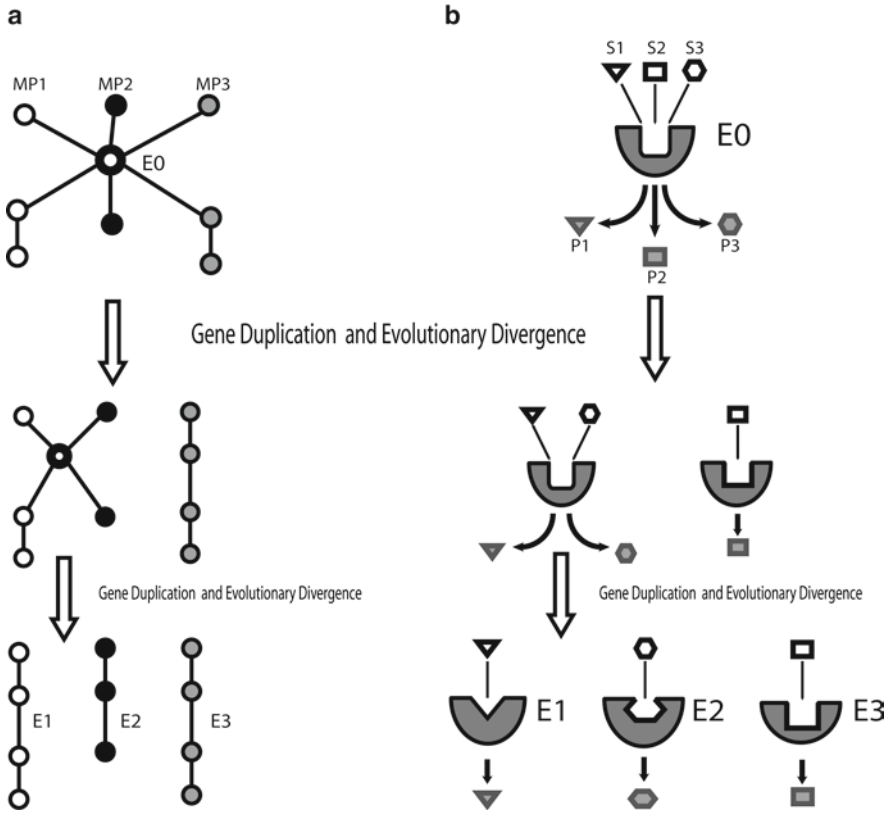 a
MP1 MP2 MP3
E0
b
S1 S2 S3
E0
P1 P2 P3
Gene Duplication and Evolutionary Divergence
Gene Duplication and Evolutionary Divergence
E1 E2 E3
Gene Duplication and Evolutionary Divergence
E1 E2 E3